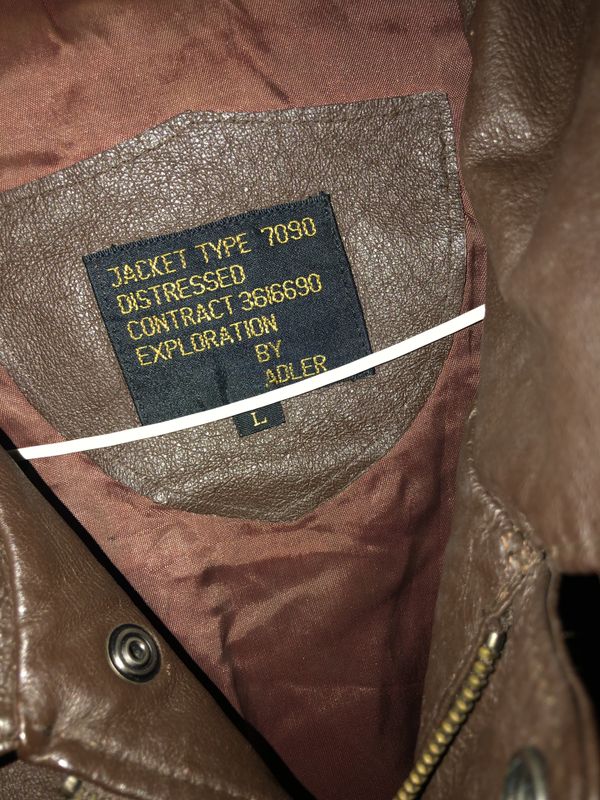 JACKET TYPE 7090
DISTRESSED
CONTRACT 3616690
EXPLORATION
BY
ADLER
L